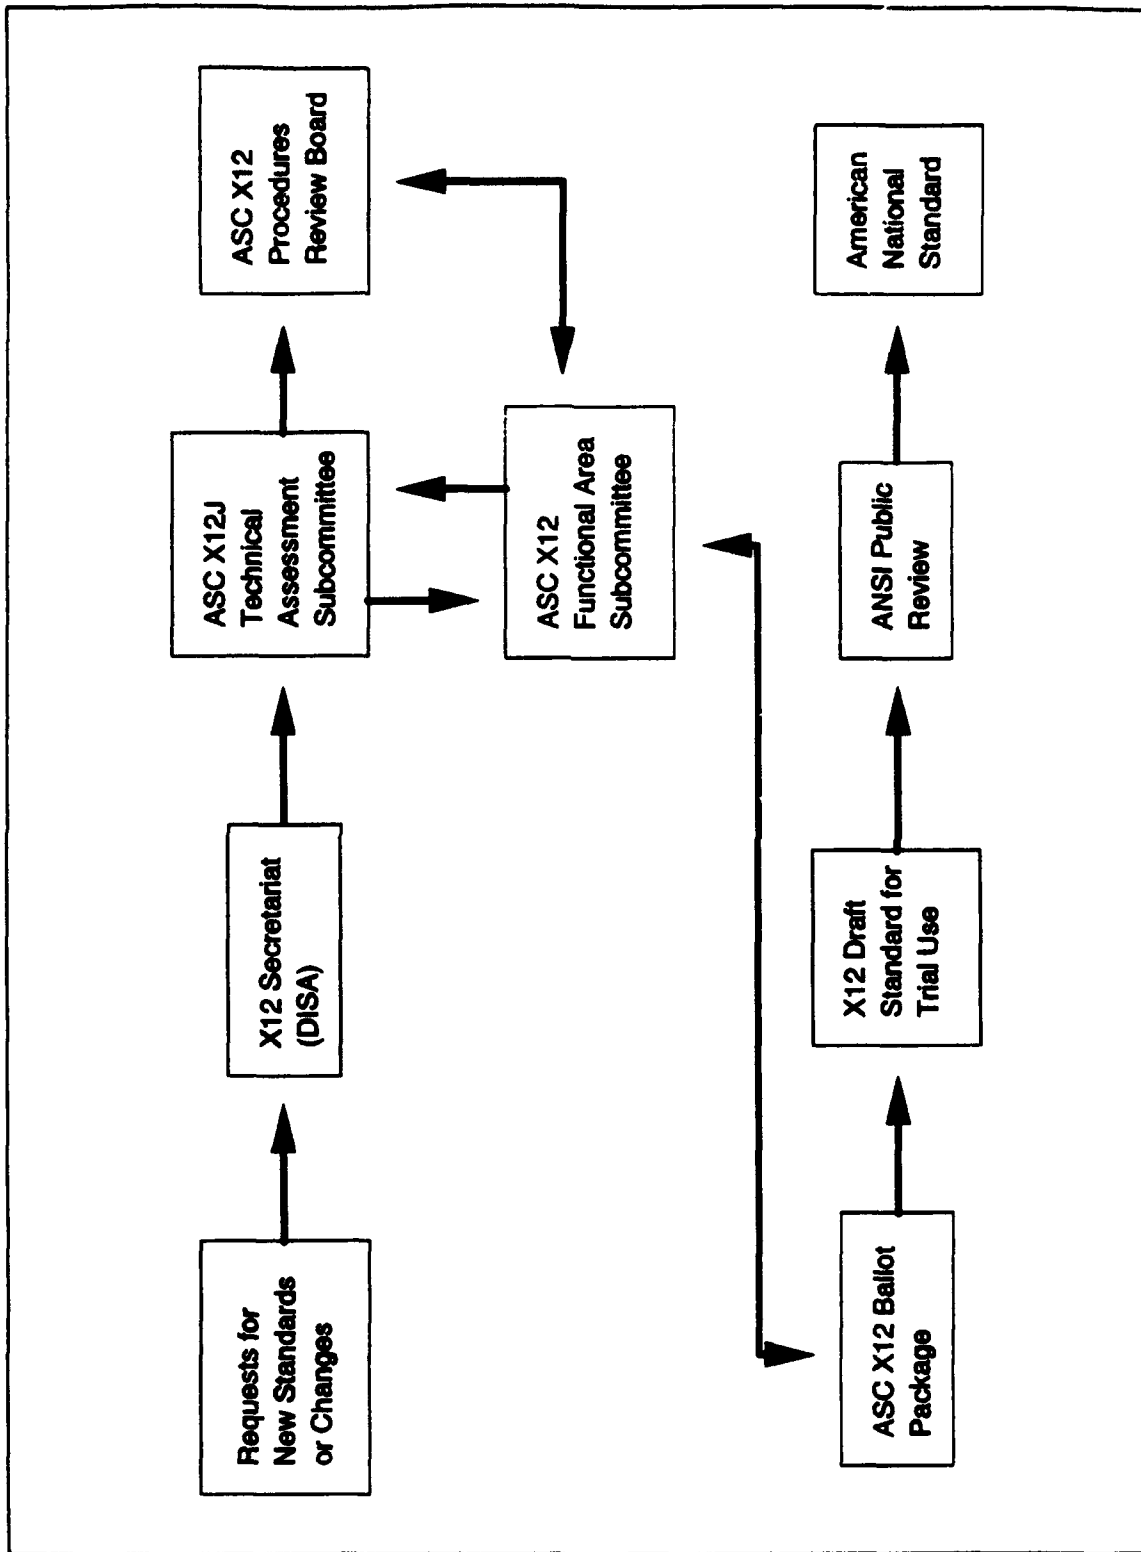 Requests for
New Standards
or Changes
X12 Secretariat
(DISA)
ASC X12J
Technical
Assessment
Subcommittee
ASC X12
Procedures
Review Board
ASC X12
Functional Area
Subcommittee
ASC X12 Ballot
Package
X12 Draft
Standard for
Trial Use
ANSI Public
Review
American
National
Standard